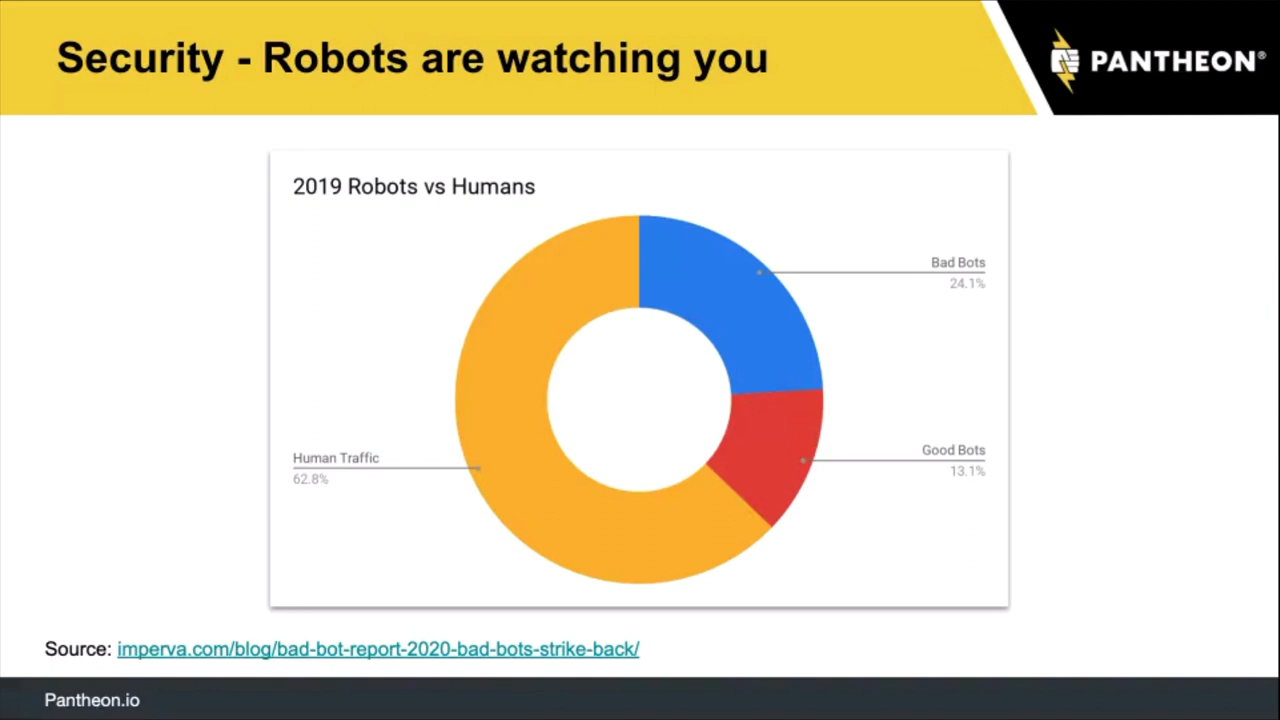 Security - Robots are watching you
PANTHEON®
2019 Robots vs Humans
Bad Bots
24.1%
Human Traffic
62.8%
Good Bots
13.1%
Source: imperva.com/blog/bad-bot-report-2020-bad-bots-strike-back/
Pantheon.io